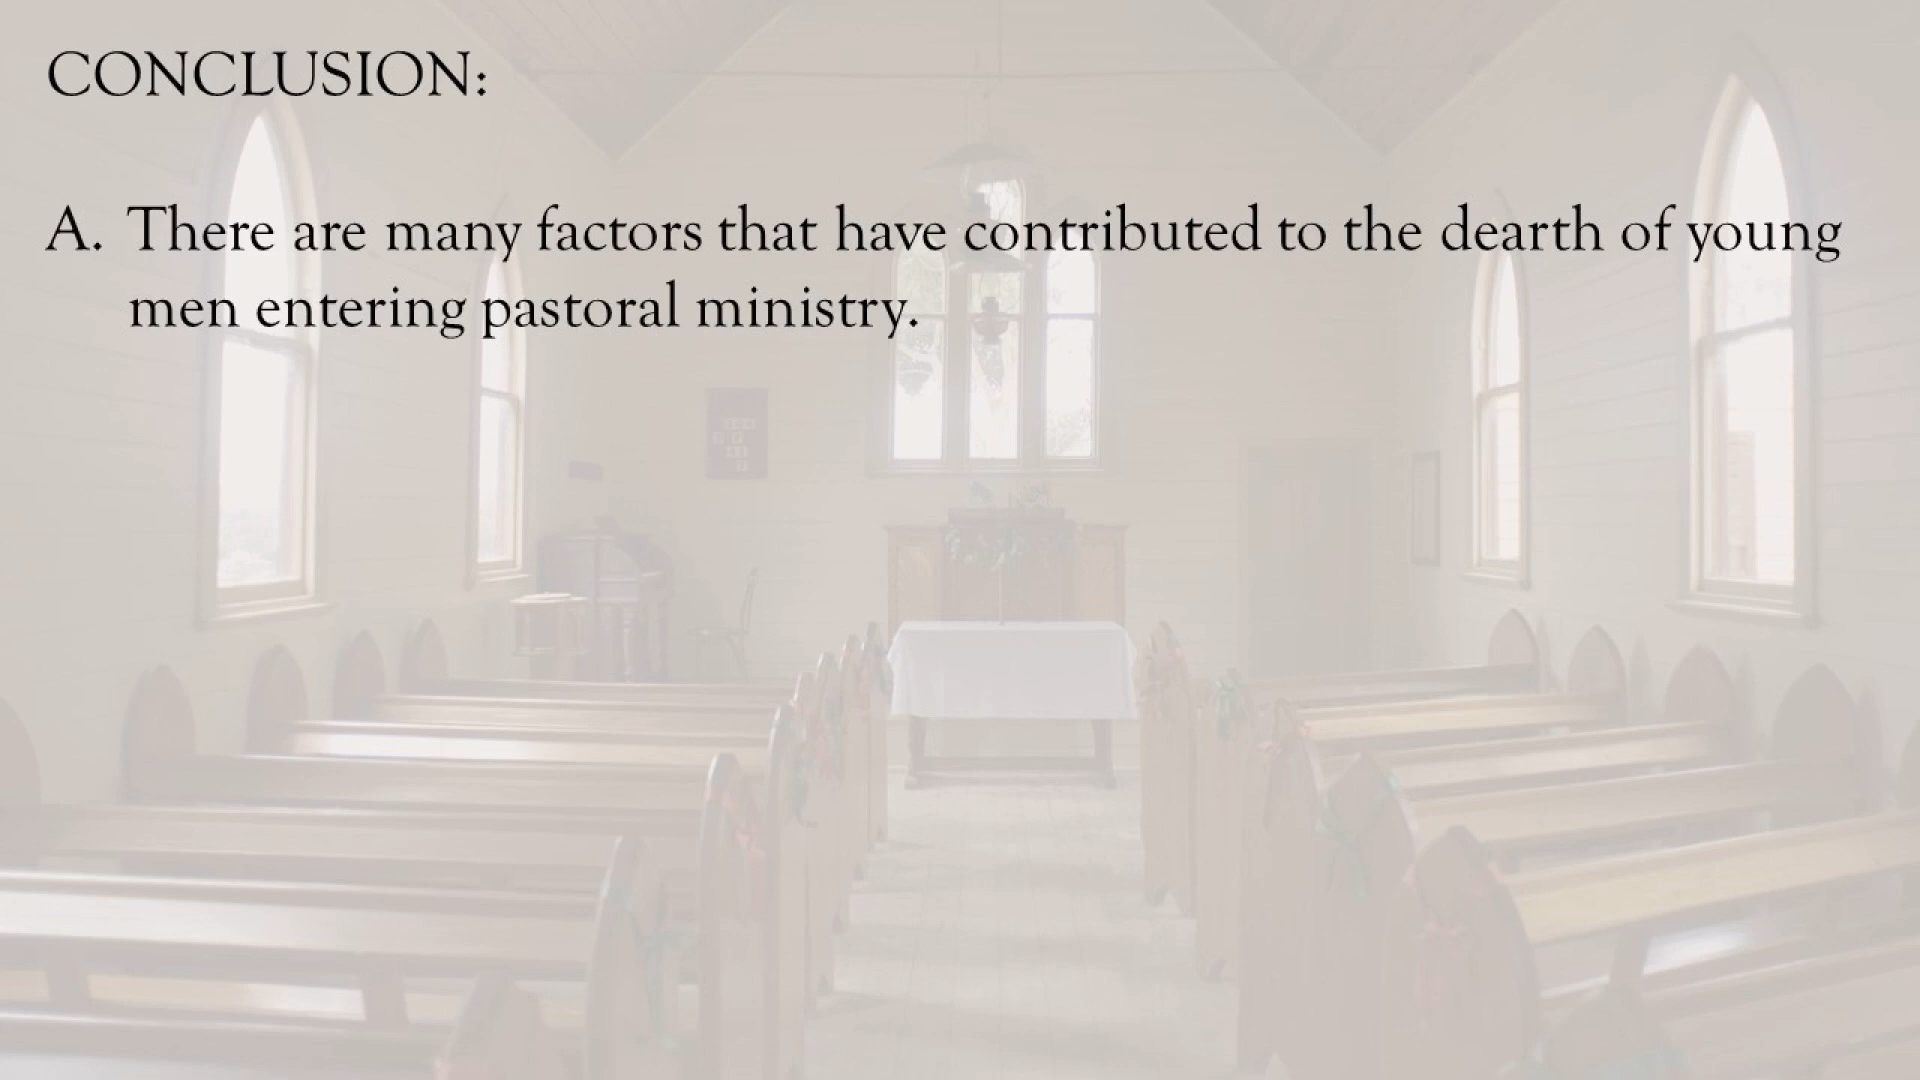 CONCLUSION:
A. There are many factors that have contributed to the dearth of young
men entering pastoral ministry.